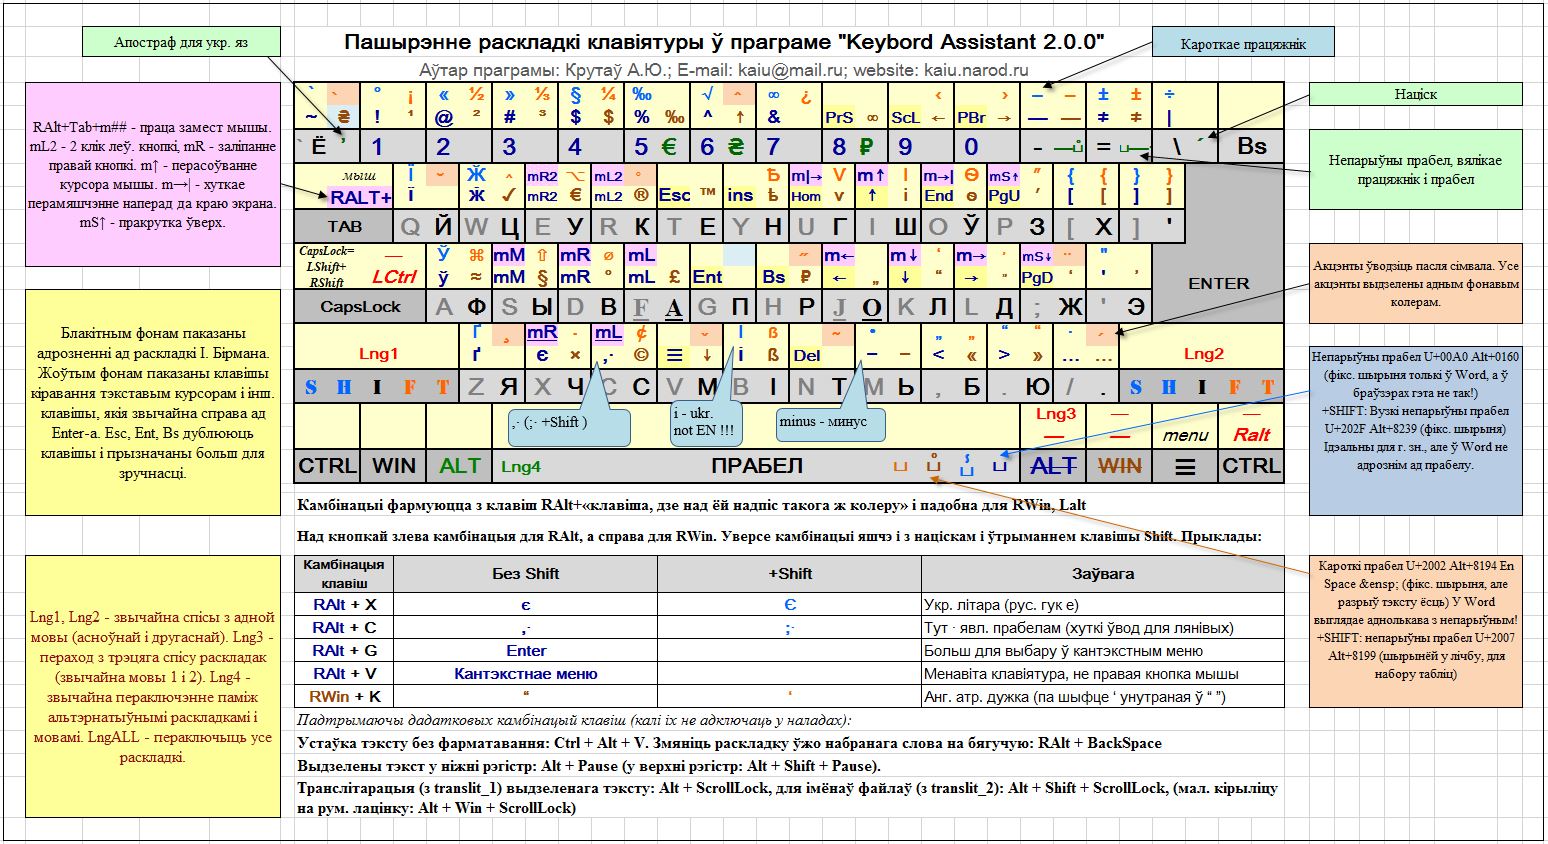 Апостраф для укр. яз
Пашырэнне раскладкі клавіятуры ў праграме "Keybord Assistant 2.0.0"
Кароткае працяжнік
Аўтар праграмы: Крутаў А.Ю.; E-mail: kaiu@mail.ru; website: kaiu.narod.ru
Націск
RAlt+Tab+m## - праца замест мышы.
mL2 - 2 клік леў. кнопкі, mR - заліпанне
правай кнопкі. m↑ - перасоўванне
курсора мышы. m→| - хуткае
перамяшчэнне наперад да краю экрана.
mS↑ - пракрутка ўверх.
` ˋ ° ¡ « ½ » ⅓ § ¼ ‰ √ ˆ ∞ ¿ ‹ › – – ± ± ÷
~ ₴ ! ¹ @ ² # ³ $ $ % ‰ ^ ↑ & PrS ∞ ScL ← PBr → — — ≠ ≠ |
` Ё ’ 1 2 3 4 5 € 6 ₴ 7 8 ₽ 9 0 - —⊔ = ⊔— \ ´ Bs
Непарыўны прабел, вялікае
працяжнік і прабел
мыш Ї ˘ Ж ‸ mR2 ⌥ mL2 ° Ѣ m|→ V m↑ I m→| Ѳ mS↑ ″ { { } }
RALT+ ї ж ✓ mR2 € mL2 ® Esc ™ ins ѣ Hom v ↑ i End ѳ PgU ′ [ [ ] ]
TAB Q Й W Ц E У R К T Е Y Н U Г I Ш O Ў P З [ Х ] '
CapsLock= — Ў ⌘ mM ⇧ mR ø mL ˝ m← m↓ ‘ m→ ’ mS↓ ¨ "
LShift+
RShift LCtrl ў ≈ mM § mR ° mL £ Ent Bs ₽ ← „ ↓ “ → ” PgD ‘ ' ’
CapsLock A Ф S Ы D В F А G П H Р J О K Л L Д ; Ж ' Э
ENTER
Акцэнты ўводзіць пасля сімвала. Усе
акцэнты выдзелены адным фонавым
колерам.
Блакітным фонам паказаны
адрозненні ад раскладкі І. Бірмана.
Жоўтым фонам паказаны клавішы
кіравання тэкставым курсорам і інш.
клавішы, якія звычайна справа ад
Enter-а. Esc, Ent, Bs дублююць
клавішы і прызначаны больш для
зручнасці.
Lng1 Ґ ¸ mR · mL ¢ ˇ І ẞ ˜ • „ „ “ “ · ´ Lng2
ґ Є × ,· © ≡ ↓ і ß Del − – < « > » … …
S H I F T Z Я X Ч C С V М B І N Т M Ь , Б . Ю / . S H I F T
Непарыўны прабел U+00A0 Alt+0160
(фікс. шырыня толькі ў Word, а ў
браўзэрах гэта не так!)
+SHIFT: Вузкі непарыўны прабел
U+202F Alt+8239 (фікс. шырыня)
Ідэальны для г. зн., але ў Word не
адрознім ад прабелу.
,· (;· +Shift )
і - ukr.
not EN !!!
minus - минус
Lng3 — —
— — menu Ralt
CTRL WIN ALT Lng4 ПРАБЕЛ ALT WIN ≡ CTRL
Камбінацыі фармуюцца з клавіш RAlt+«клавіша, дзе над ёй надпіс такога ж колеру» і падобна для RWin, Lalt
Над кнопкай злева камбінацыя для RAlt, а справа для RWin. Уверсе камбінацыі яшчэ і з націскам і ўтрыманнем клавішы Shift. Прыклады:
Lng1, Lng2 - звычайна спісы з адной
мовы (асноўнай і другаснай). Lng3 -
пераход з трэцяга спісу раскладак
(звычайна мовы 1 і 2). Lng4 -
звычайна пераключэнне паміж
альтэрнатыўнымі раскладкамі і
мовамі. LngALL - пераключыць усе
раскладкі.
Камбінацыя клавіш Без Shift +Shift Заўвага
RAlt + X є Є Укр. літара (рус. гук е)
RAlt + C ,· ;· Тут · явл. прабелам (хуткі ўвод для лянівых)
RAlt + G Enter Больш для выбару ў кантэкстным меню
RAlt + V Кантэкстнае меню Менавіта клавіятура, не правая кнопка мышы
RWin + K “ ‘ Анг. атр. дужка (па шыфце ‘ унутраная ў “ ”)
Кароткі прабел U+2002 Alt+8194 En
Space &ensp; (фікс. шырыня, але
разрыў тэксту ёсць) У Word
выглядае аднолькава з непарыўным!
+SHIFT: непарыўны прабел U+2007
Alt+8199 (шырынёй у лічбу, для
набору табліц)
Падтрымаючы дадатковых камбінацый клавіш (калі іх не адключаць у наладах):
Устаўка тэксту без фарматавання: Ctrl + Alt + V. Змяніць раскладку ўжо набранага слова на бягучую: RAlt + BackSpace
Выдзелены тэкст у ніжні рэгістр: Alt + Pause (у верхні рэгістр: Alt + Shift + Pause).
Транслітарацыя (з translit_1) выдзеленага тэксту: Alt + ScrollLock, для імёнаў файлаў (з translit_2): Alt + Shift + ScrollLock, (мал. кірыліцу
на рум. лацінку: Alt + Win + ScrollLock)